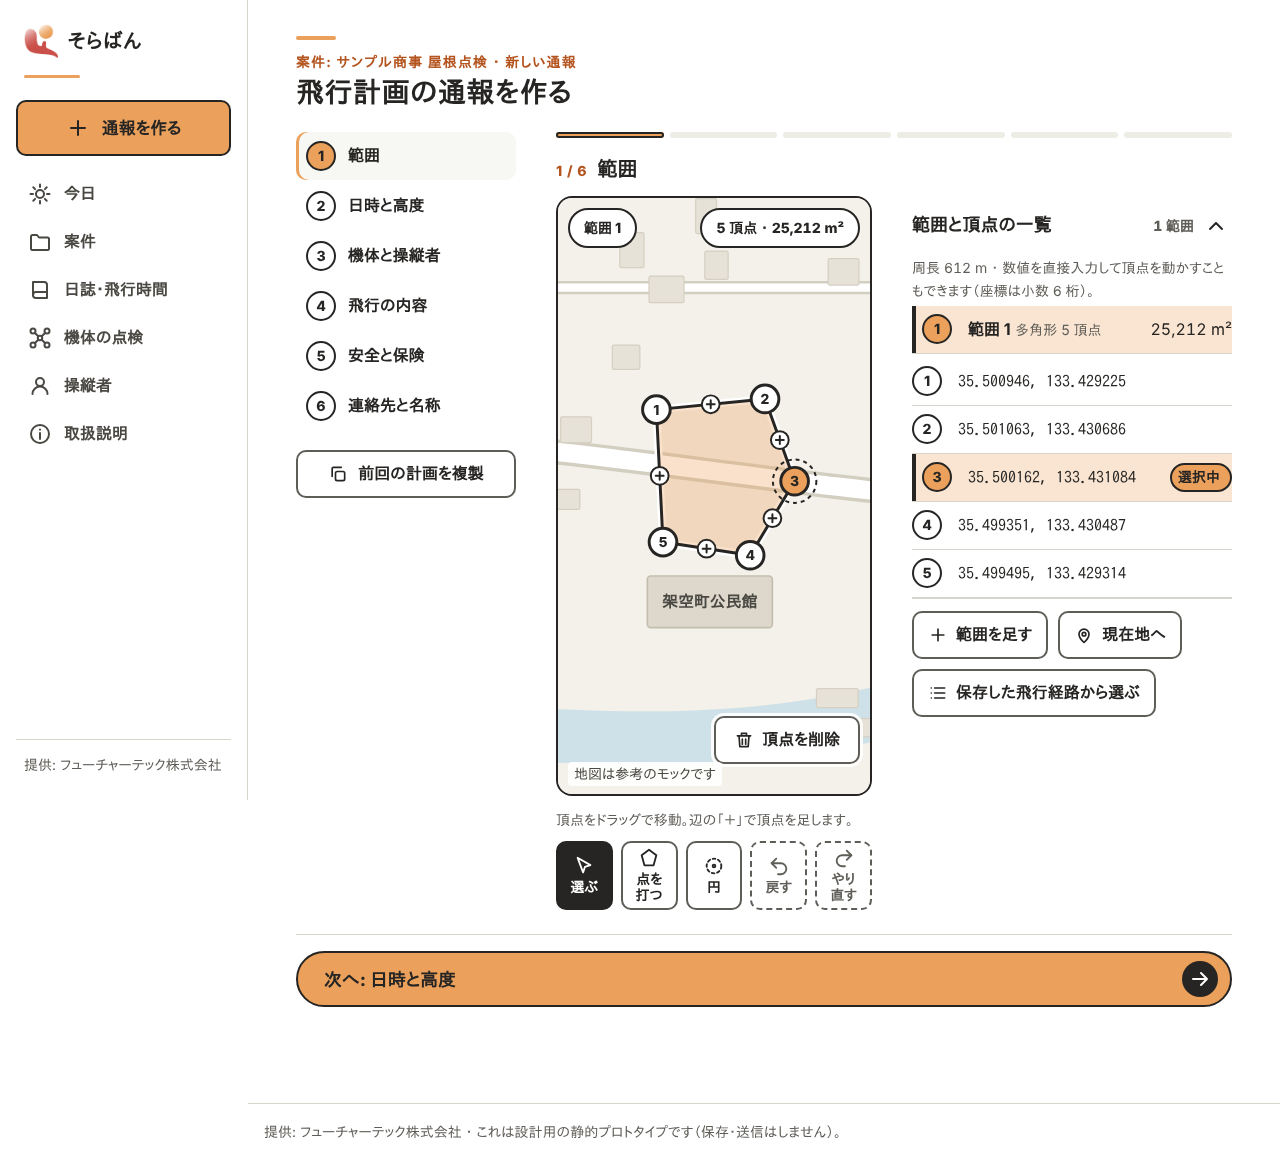 そらばん
通報を作る
今日
案件
日誌・飛行時間
機体の点検
操縦者
取扱説明
提供: フューチャーテック株式会社
案件: サンプル商事 屋根点検 · 新しい通報
飛行計画の通報を作る
1 範囲
2 日時と高度
3 機体と操縦者
4 飛行の内容
5 安全と保険
6 連絡先と名称
前回の計画を複製
1 / 6 範囲
範囲 1
5 頂点 · 25,212 m²
1
2
3
4
5
架空町公民館
頂点を削除
地図は参考のモックです
頂点をドラッグで移動。辺の「＋」で頂点を足します。
選ぶ
点を
打つ
円
戻す
やり
直す
範囲と頂点の一覧 1 範囲
周長 612 m · 数値を直接入力して頂点を動かすこと
もできます（座標は小数 6 桁）。
1 範囲 1 多角形 5 頂点 25,212 m²
1 35.500946, 133.429225
2 35.501063, 133.430686
3 35.500162, 133.431084 選択中
4 35.499351, 133.430487
5 35.499495, 133.429314
範囲を足す
現在地へ
保存した飛行経路から選ぶ
次へ: 日時と高度
提供: フューチャーテック株式会社 · これは設計用の静的プロトタイプです（保存・送信はしません）。